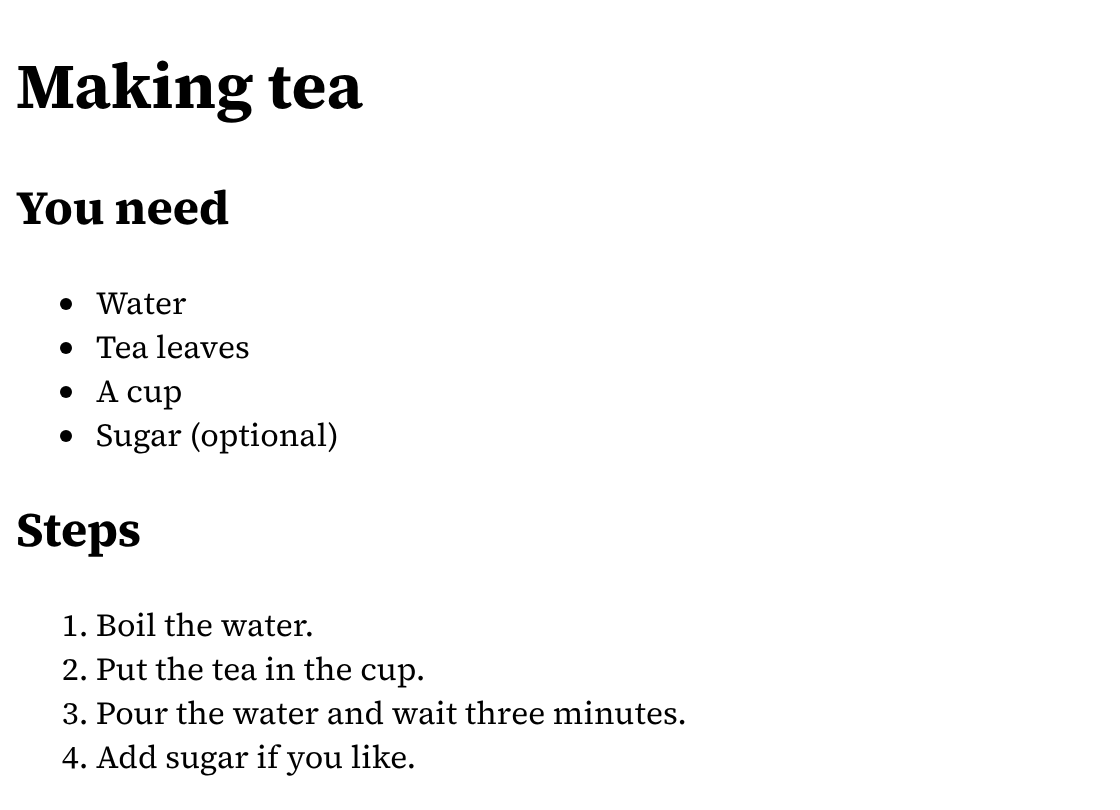 Making tea
You need
• Water
• Tea leaves
• A cup
• Sugar (optional)
Steps
1. Boil the water.
2. Put the tea in the cup.
3. Pour the water and wait three minutes.
4. Add sugar if you like.